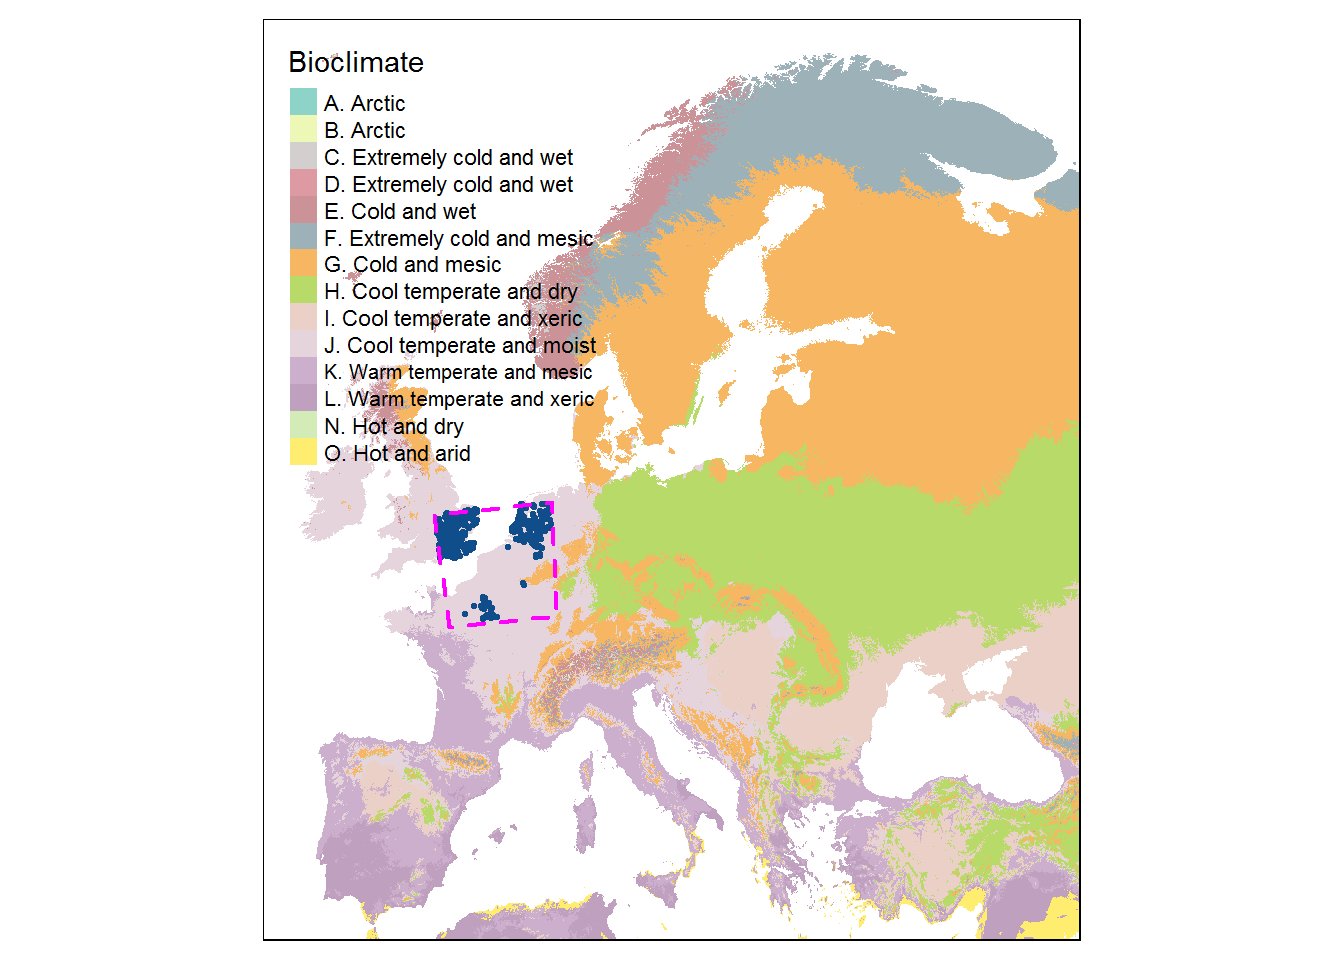 Bioclimate
A. Arctic
B. Arctic
C. Extremely cold and wet
D. Extremely cold and wet
E. Cold and wet
F. Extremely cold and mesic
G. Cold and mesic
H. Cool temperate and dry
I. Cool temperate and xeric
J. Cool temperate and moist
K. Warm temperate and mesic
L. Warm temperate and xeric
N. Hot and dry
O. Hot and arid